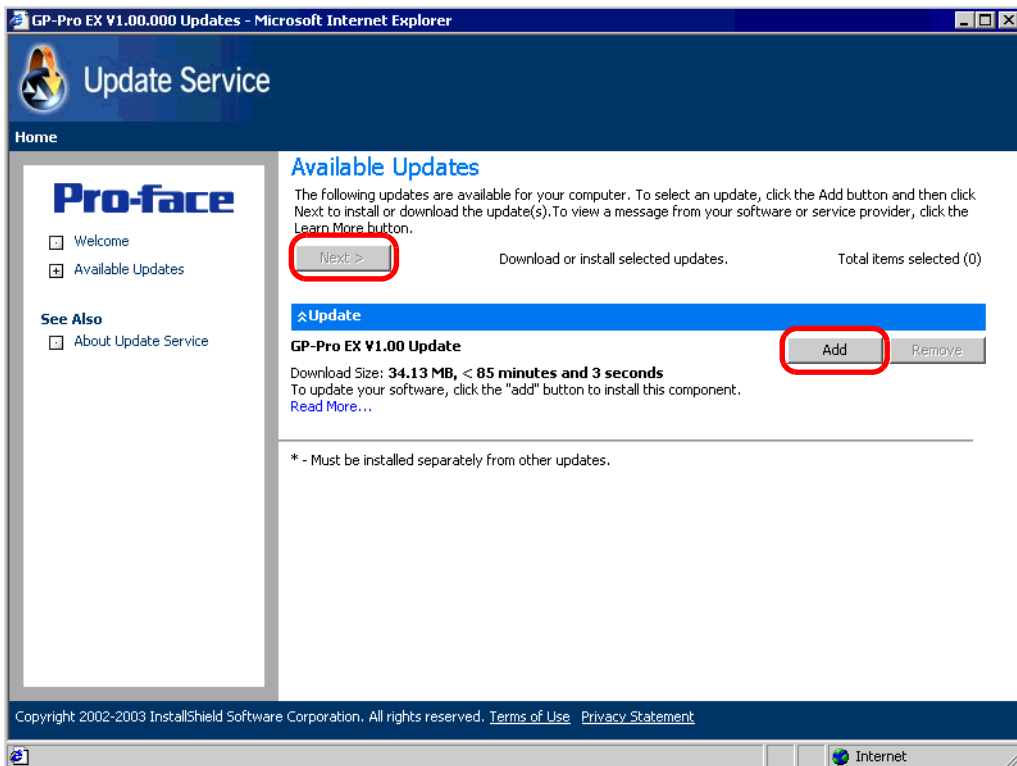 GP-Pro EX V1.00.000 Updates - Microsoft Internet Explorer
Update Service
Home
Pro-face
Welcome
Available Updates
See Also
About Update Service
Available Updates
The following updates are available for your computer. To select an update, click the Add button and then click
Next to install or download the update(s).To view a message from your software or service provider, click the
Learn More button.
Next >
Download or install selected updates.
Total items selected (0)
Update
GP-Pro EX V1.00 Update
Add
Remove
Download Size: 34.13 MB, < 85 minutes and 3 seconds
To update your software, click the "add" button to install this component.
Read More...
* - Must be installed separately from other updates.
Copyright 2002-2003 InstallShield Software Corporation. All rights reserved. Terms of Use Privacy Statement
Internet